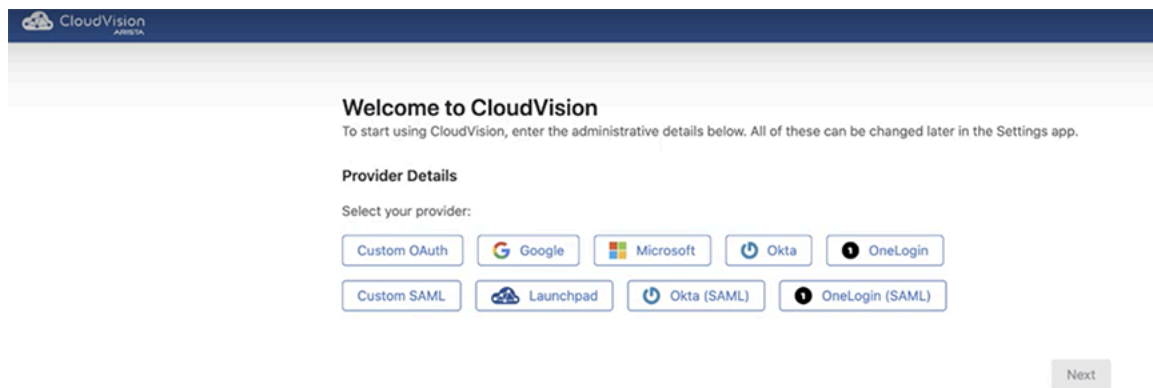 CloudVision
ARISTA
Welcome to CloudVision
To start using CloudVision, enter the administrative details below. All of these can be changed later in the Settings app.
Provider Details
Select your provider:
Custom OAuth Google Microsoft Okta OneLogin
Custom SAML Launchpad Okta (SAML) OneLogin (SAML)
Next